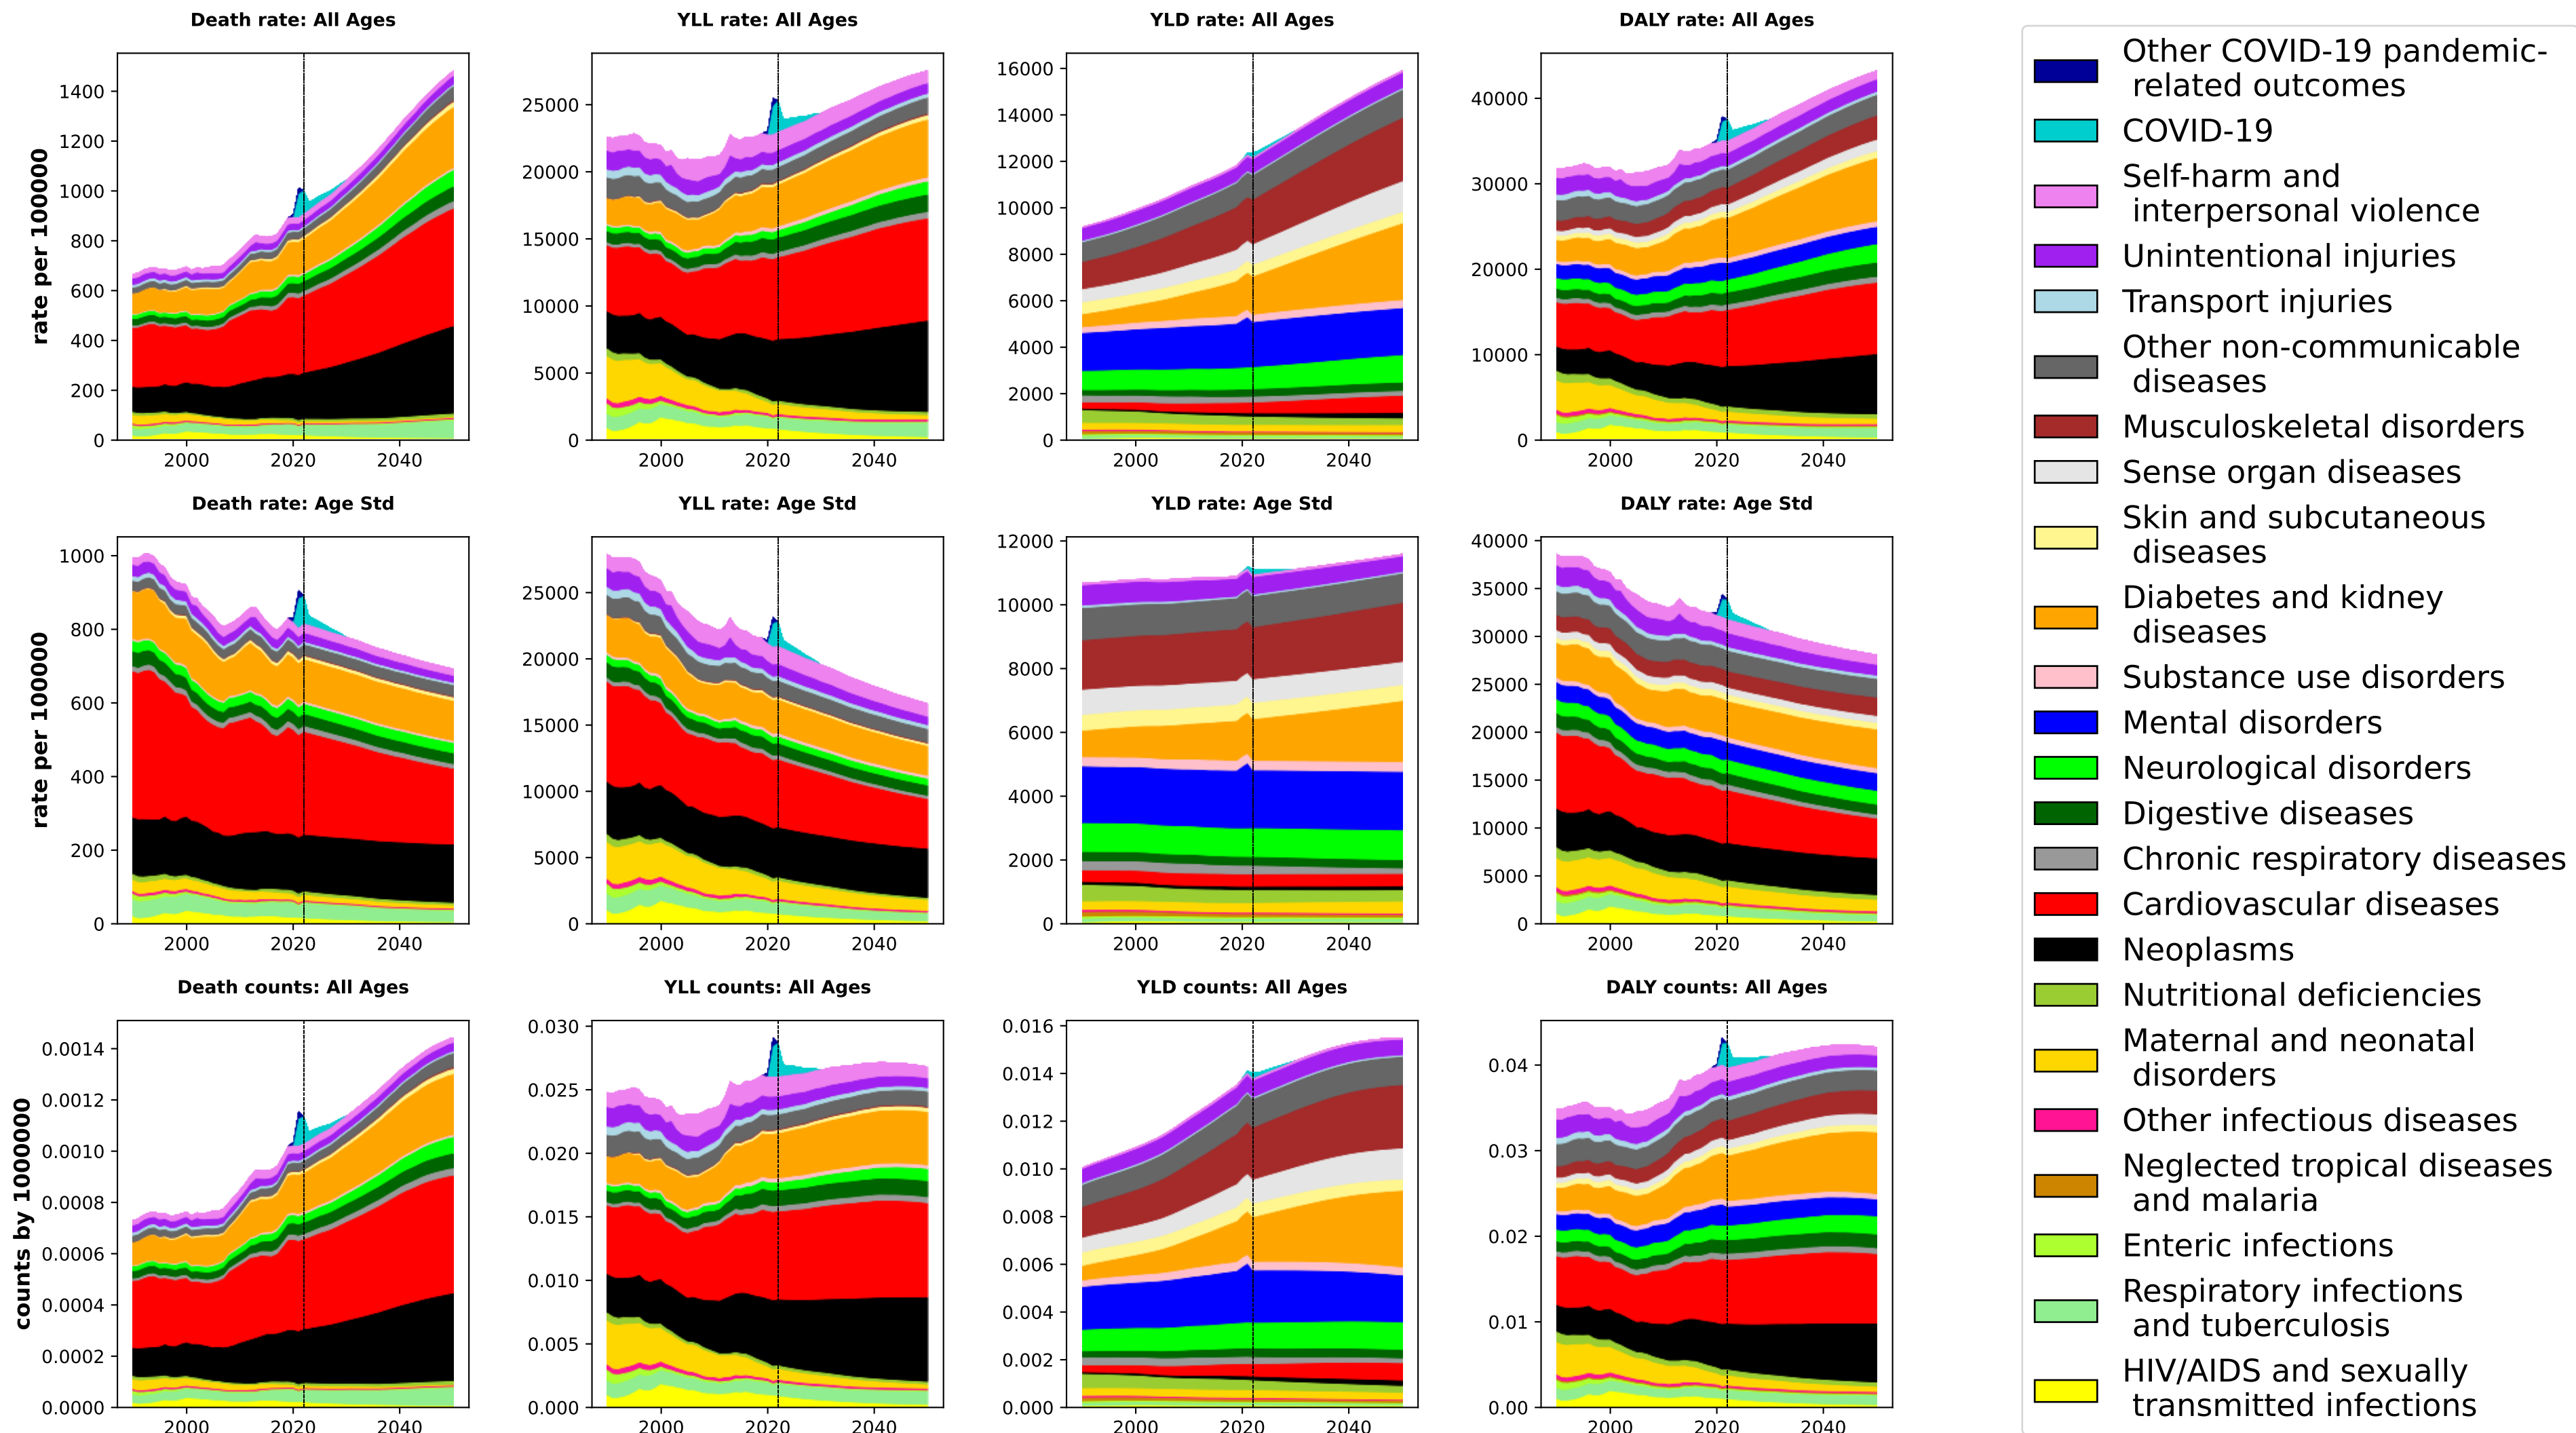 Death rate: All Ages
YLL rate: All Ages
YLD rate: All Ages
DALY rate: All Ages
rate per 100000
1400
1200
1000
800
600
400
200
0
2000
2020
2040
25000
20000
15000
10000
5000
0
2000
2020
2040
16000
14000
12000
10000
8000
6000
4000
2000
0
2000
2020
2040
40000
30000
20000
10000
0
2000
2020
2040
Death rate: Age Std
YLL rate: Age Std
YLD rate: Age Std
DALY rate: Age Std
rate per 100000
1000
800
600
400
200
0
2000
2020
2040
25000
20000
15000
10000
5000
0
2000
2020
2040
12000
10000
8000
6000
4000
2000
0
2000
2020
2040
40000
35000
30000
25000
20000
15000
10000
5000
0
2000
2020
2040
Death counts: All Ages
YLL counts: All Ages
YLD counts: All Ages
DALY counts: All Ages
counts by 1000000
0.0014
0.0012
0.0010
0.0008
0.0006
0.0004
0.0002
0.0000
2000
2020
2040
0.030
0.025
0.020
0.015
0.010
0.005
0.000
2000
2020
2040
0.016
0.014
0.012
0.010
0.008
0.006
0.004
0.002
0.000
2000
2020
2040
0.04
0.03
0.02
0.01
0.00
2000
2020
2040
Other COVID-19 pandemic-
related outcomes
COVID-19
Self-harm and
interpersonal violence
Unintentional injuries
Transport injuries
Other non-communicable
diseases
Musculoskeletal disorders
Sense organ diseases
Skin and subcutaneous
diseases
Diabetes and kidney
diseases
Substance use disorders
Mental disorders
Neurological disorders
Digestive diseases
Chronic respiratory diseases
Cardiovascular diseases
Neoplasms
Nutritional deficiencies
Maternal and neonatal
disorders
Other infectious diseases
Neglected tropical diseases
and malaria
Enteric infections
Respiratory infections
and tuberculosis
HIV/AIDS and sexually
transmitted infections